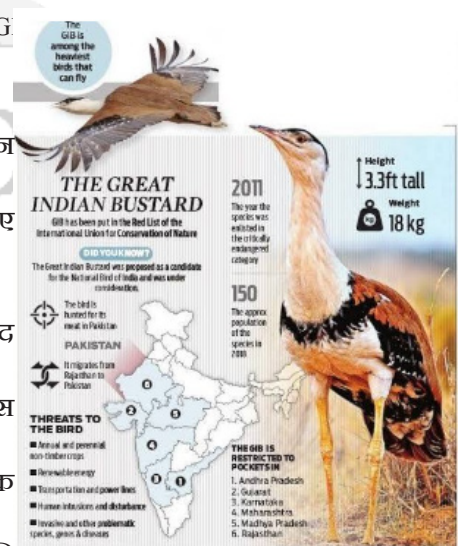 The
GIB is
among the
heaviest
birds that
can fly
THE GREAT
INDIAN BUSTARD
GIB has been put in the Red List of the
International Union for Conservation of Nature
DID YOU KNOW?
The Great Indian Bustard was proposed as a candidate
for the National Bird of India and was under
consideration.
The bird is
hunted for its
meat in Pakistan
PAKISTAN
It migrates from
Rajasthan to
Pakistan
THREATS TO
THE BIRD
Annual and perennial
non-timber crops
Renewable energy
Transportation and power lines
Human intrusions and disturbance
Invasive and other problematic
species, genes & diseases
2011
The year the
species was
enlisted in
the critically
endangered
category
150
The approx
population
of the
species in
2018
Height
3.3ft tall
Weight
KG
18 kg
6
2
5
4
3
1
THE GIB IS
RESTRICTED TO
POCKETS IN
1. Andhra Pradesh
2. Gujarat
3. Karnataka
4. Maharashtra
5. Madhya Pradesh
6. Rajasthan
न
ए
द
स
क